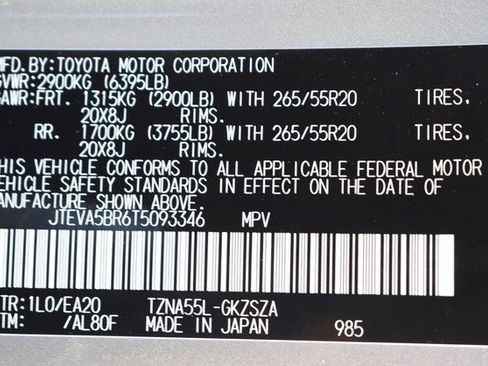 MFD.BY:TOYOTA MOTOR CORPORATION
GVWR:2900KG (6395LB)
GAWR:FRT. 1315KG (2900LB) WITH 265/55R20 TIRES,
20X8J RIMS.
RR. 1700KG (3755LB) WITH 265/55R20 TIRES,
20X8J RIMS.
THIS VEHICLE CONFORMS TO ALL APPLICABLE FEDERAL MOTOR
VEHICLE SAFETY STANDARDS IN EFFECT ON THE DATE OF
MANUFACTURE SHOWN ABOVE.
JTEVA5BR6T5093346 MPV
TR:1L0/EA20 TZNA55L-GKZSZA
TM: /AL80F MADE IN JAPAN 985